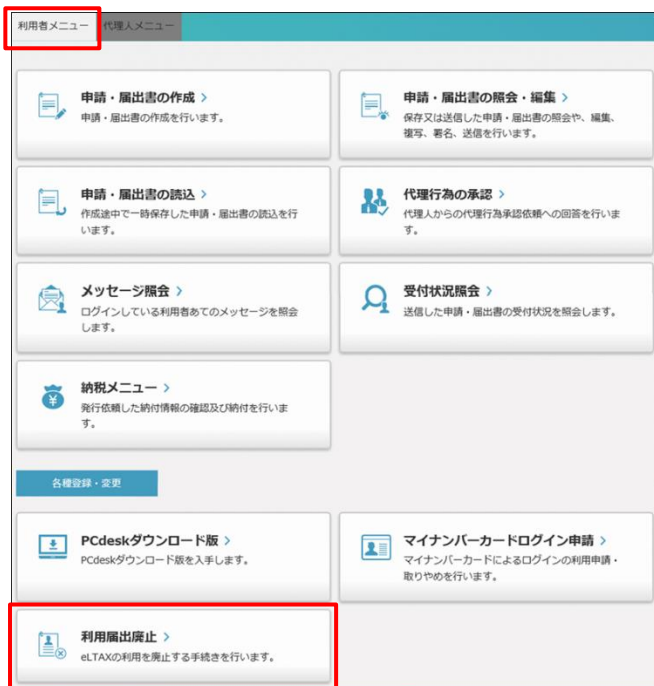 利用者メニュー 代理人メニュー
申請・届出書の作成 >
申請・届出書の作成を行います。
申請・届出書の照会・編集 >
保存又は送信した申請・届出書の照会や、編集、
複写、署名、送信を行います。
申請・届出書の読込 >
作成途中で一時保存した申請・届出書の読込を行
います。
代理行為の承認 >
代理人からの代理行為承認依頼への回答を行いま
す。
メッセージ照会 >
ログインしている利用者あてのメッセージを照会
します。
受付状況照会 >
送信した申請・届出書の受付状況を照会します。
納税メニュー >
発行依頼した納付情報の確認及び納付を行いま
す。
各種登録・変更
PCdeskダウンロード版 >
PCdeskダウンロード版を入手します。
マイナンバーカードログイン申請 >
マイナンバーカードによるログインの利用申請・
取りやめを行います。
利用届出廃止 >
eLTAXの利用を廃止する手続きを行います。